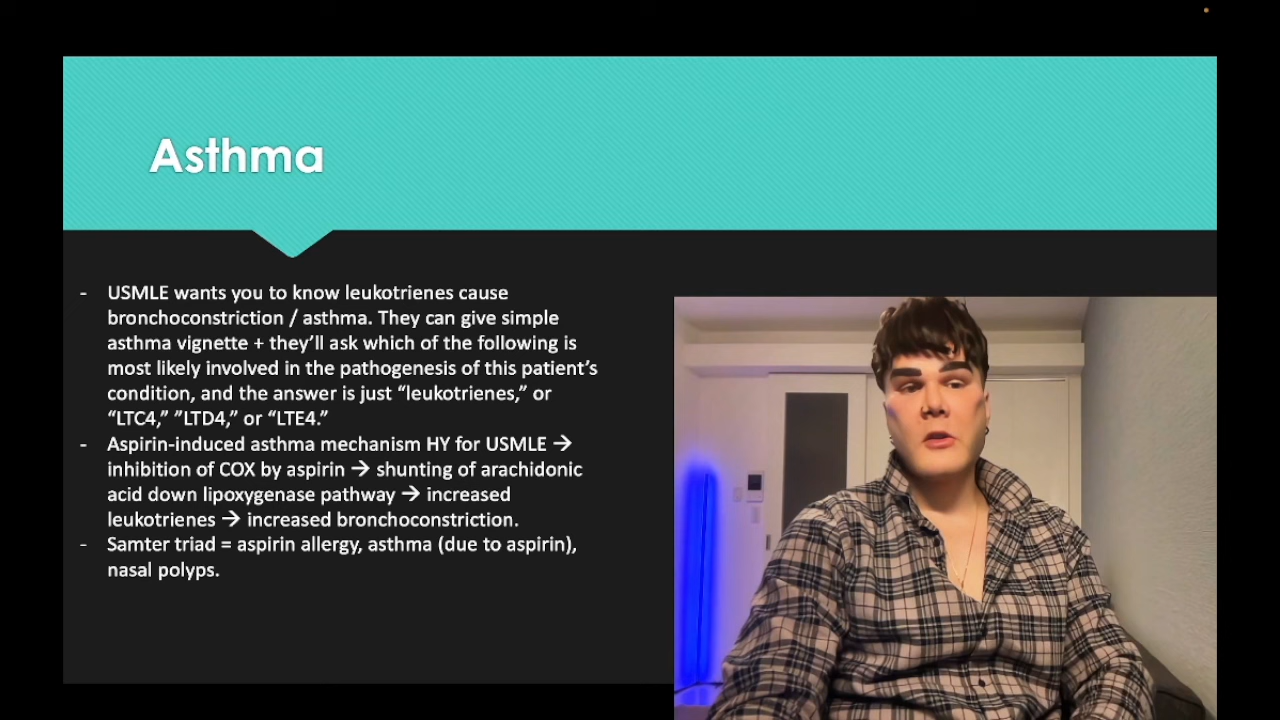 Asthma
- USMLE wants you to know leukotrienes cause
bronchoconstriction / asthma. They can give simple
asthma vignette + they’ll ask which of the following is
most likely involved in the pathogenesis of this patient’s
condition, and the answer is just “leukotrienes,” or
“LTC4,” ”LTD4,” or “LTE4.”
- Aspirin-induced asthma mechanism HY for USMLE →
inhibition of COX by aspirin → shunting of arachidonic
acid down lipoxygenase pathway → increased
leukotrienes → increased bronchoconstriction.
- Samter triad = aspirin allergy, asthma (due to aspirin),
nasal polyps.